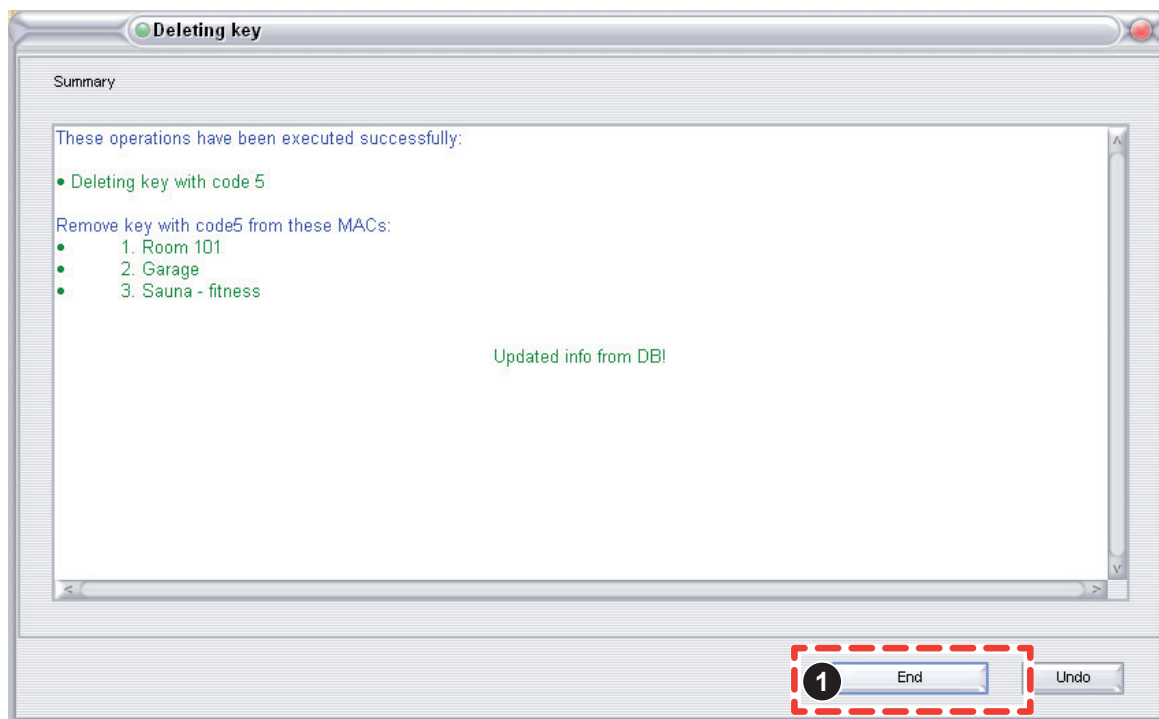 Deleting key
Summary
These operations have been executed successfully:
• Deleting key with code 5
Remove key with code5 from these MACs:
• 1. Room 101
• 2. Garage
• 3. Sauna - fitness
Updated info from DB!
1 End Undo